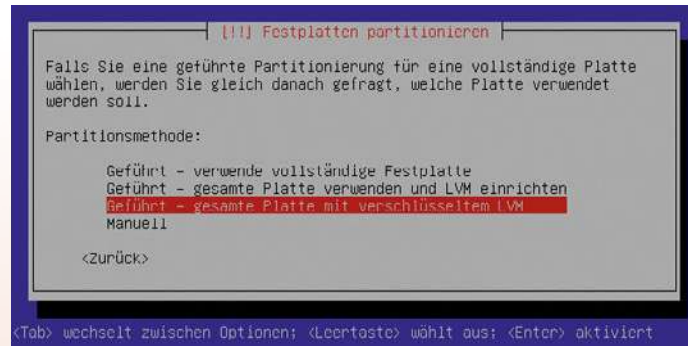 [!!] Festplatten partitionieren
Falls Sie eine geführte Partitionierung für eine vollständige Platte
wählen, werden Sie gleich danach gefragt, welche Platte verwendet
werden soll.
Partitionsmethode:
Geführt - verwende vollständige Festplatte
Geführt - gesamte Platte verwenden und LVM einrichten
Geführt - gesamte Platte mit verschlüsseltem LVM
Manuell
<Zurück>
<Tab> wechselt zwischen Optionen; <Leertaste> wählt aus; <Enter> aktiviert